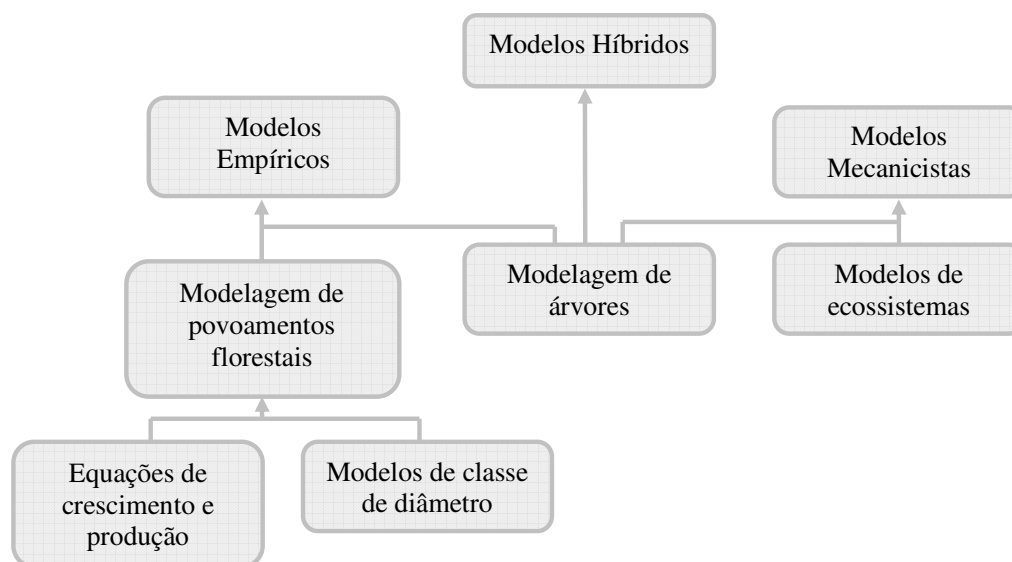 Modelos Híbridos
Modelos
Empíricos
Modelos
Mecanicistas
Modelagem de
povoamentos
florestais
Modelagem de
árvores
Modelos de
ecossistemas
Equações de
crescimento e
produção
Modelos de classe
de diâmetro